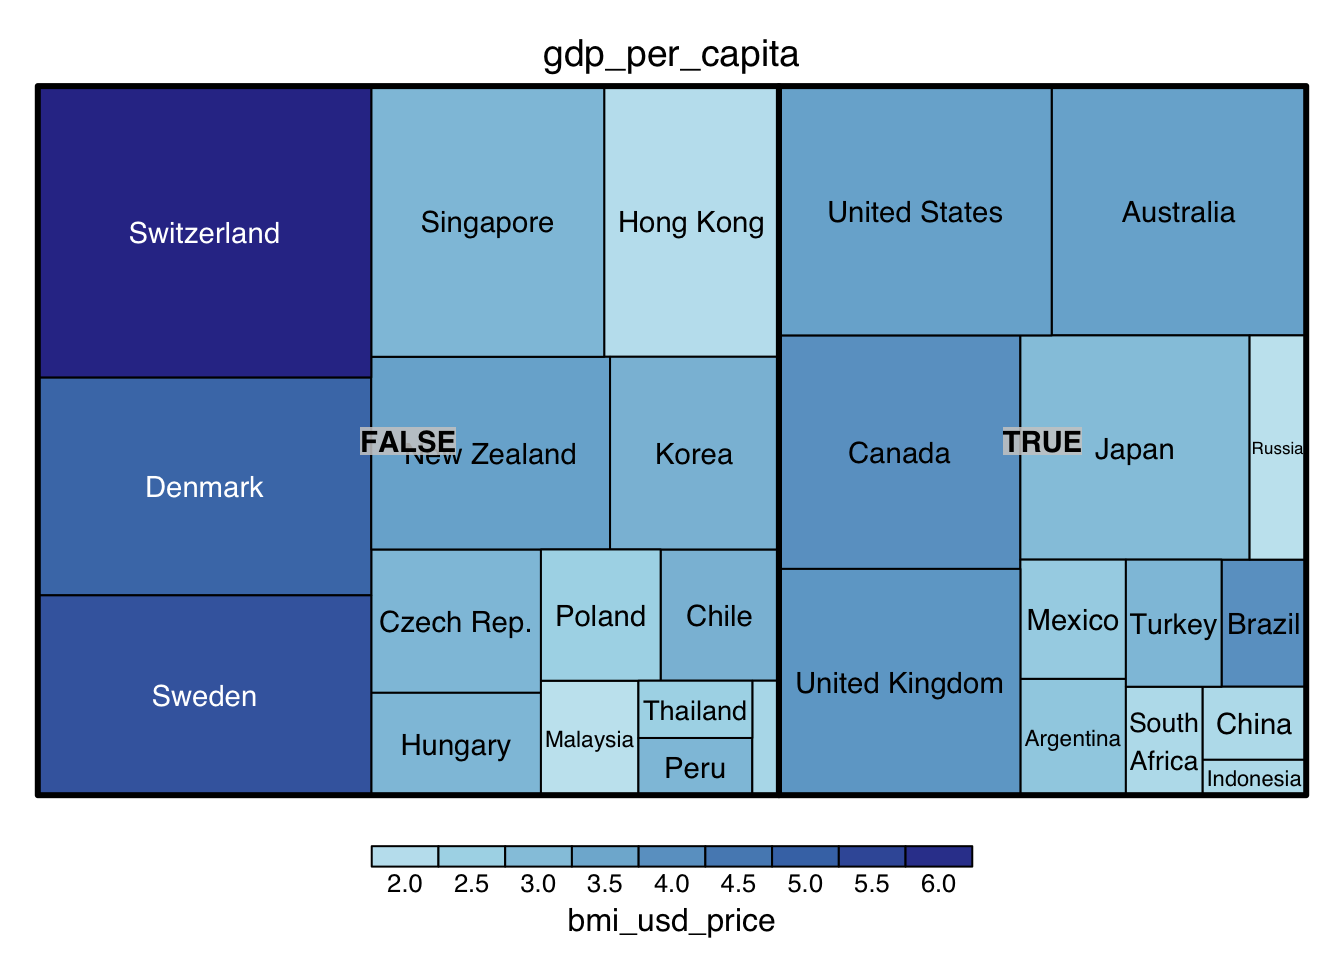 gdp_per_capita
Switzerland
Denmark
Sweden
Singapore
Hong Kong
New Zealand
Korea
FALSE
Czech Rep.
Poland
Chile
Hungary
Malaysia
Thailand
Peru
United States
Australia
Canada
TRUE
Japan
Russia
United Kingdom
Mexico
Turkey
Brazil
Argentina
South
Africa
China
Indonesia
2.0 2.5 3.0 3.5 4.0 4.5 5.0 5.5 6.0
bmi_usd_price